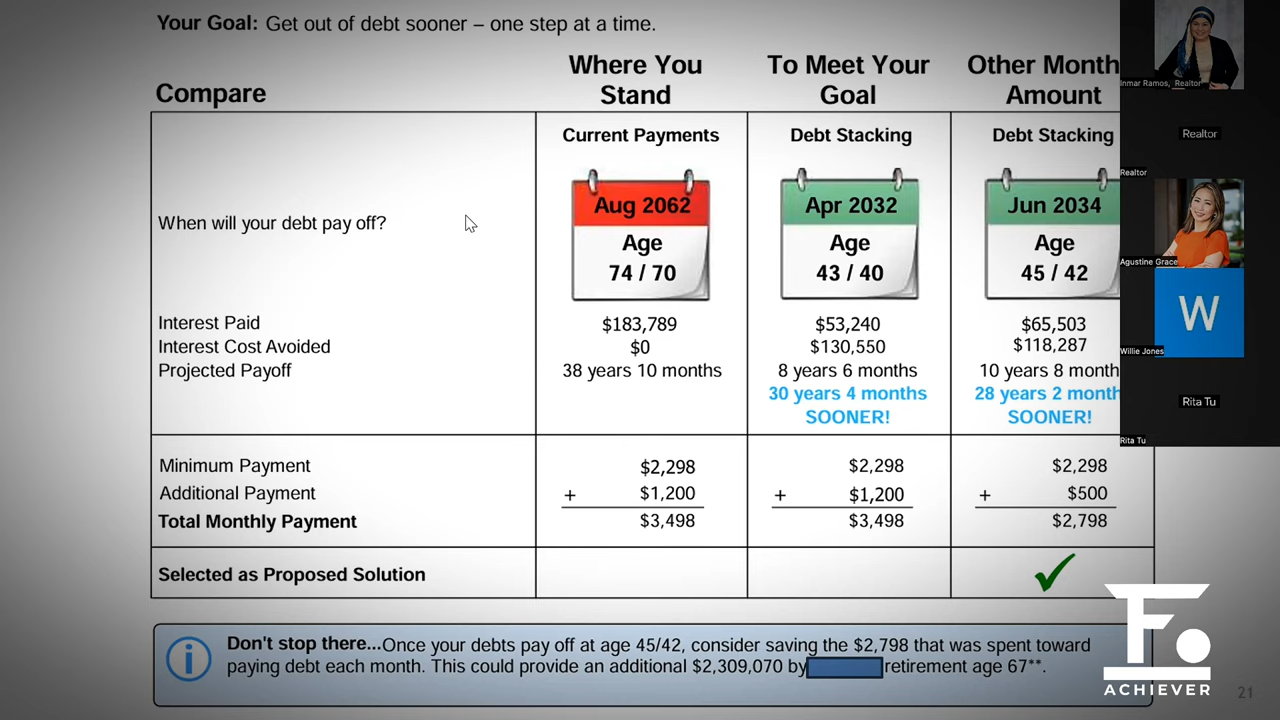 Your Goal: Get out of debt sooner – one step at a time.
Compare
Where You Stand
To Meet Your Goal
Other Month Amount
Current Payments
Debt Stacking
Debt Stacking
When will your debt pay off?
Aug 2062
Age
74 / 70
Apr 2032
Age
43 / 40
Jun 2034
Age
45 / 42
Interest Paid $183,789 $53,240 $65,503
Interest Cost Avoided $0 $130,550 $118,287
Projected Payoff 38 years 10 months 8 years 6 months 10 years 8 month
30 years 4 months 28 years 2 month
SOONER! SOONER!
Minimum Payment $2,298 $2,298 $2,298
Additional Payment + $1,200 + $1,200 + $500
Total Monthly Payment $3,498 $3,498 $2,798
Selected as Proposed Solution
Don't stop there...Once your debts pay off at age 45/42, consider saving the $2,798 that was spent toward
paying debt each month. This could provide an additional $2,309,070 by retirement age 67**.
Inmar Ramos, Realtor
Realtor
Realtor
Agustine Grace
W
Willie Jones
Rita Tu
Rita Tu
ACHIEVER
21